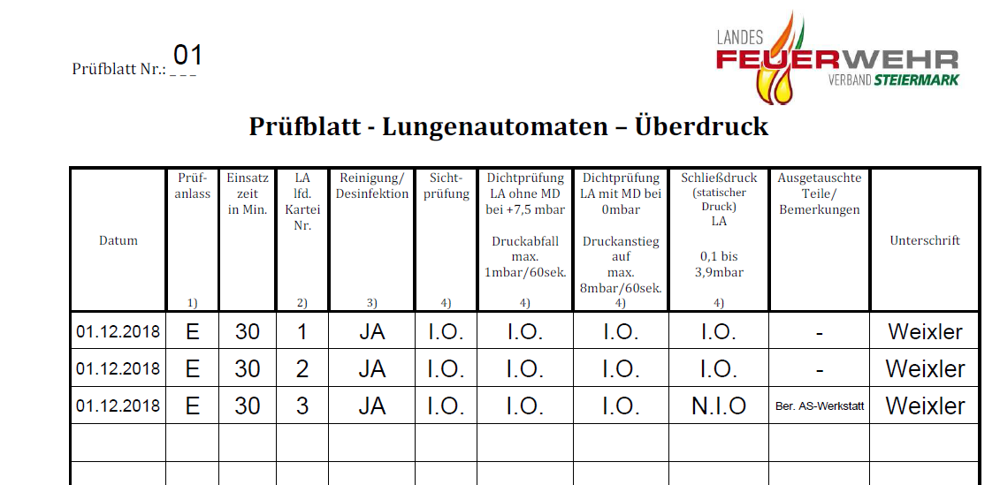 01
Prüfblatt Nr.: _ _ _
LANDES
FEUERWEHR
VERBAND STEIERMARK
Prüfblatt - Lungenautomaten – Überdruck
Datum
Prüf-
anlass
1)
Einsatz
zeit
in Min.
LA
lfd.
Kartei
Nr.
2)
Reinigung/
Desinfektion
3)
Sicht-
prüfung
4)
Dichtprüfung
LA ohne MD
bei +7,5 mbar
Druckabfall
max.
1mbar/60sek.
4)
Dichtprüfung
LA mit MD bei
0mbar
Druckanstieg
auf
max.
8mbar/60sek.
4)
Schließdruck
(statischer
Druck)
LA
0,1 bis
3,9mbar
4)
Ausgetauschte
Teile/
Bemerkungen
Unterschrift
01.12.2018 E 30 1 JA I.O. I.O. I.O. I.O. - Weixler
01.12.2018 E 30 2 JA I.O. I.O. I.O. I.O. - Weixler
01.12.2018 E 30 3 JA I.O. I.O. I.O. N.I.O Ber. AS-Werkstatt Weixler